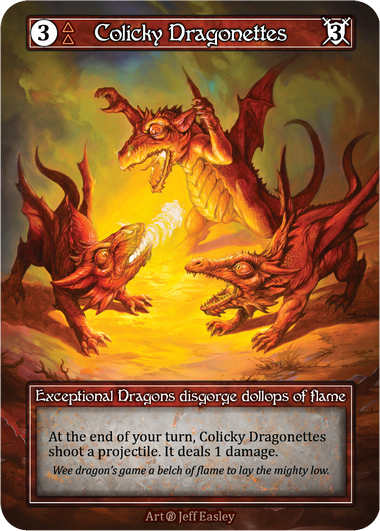 3 Colicky Dragonettes 3
Exceptional Dragons disgorge dollops of flame
At the end of your turn, Colicky Dragonettes
shoot a projectile. It deals 1 damage.
Wee dragon's game a belch of flame to lay the mighty low.
Art @ Jeff Easley